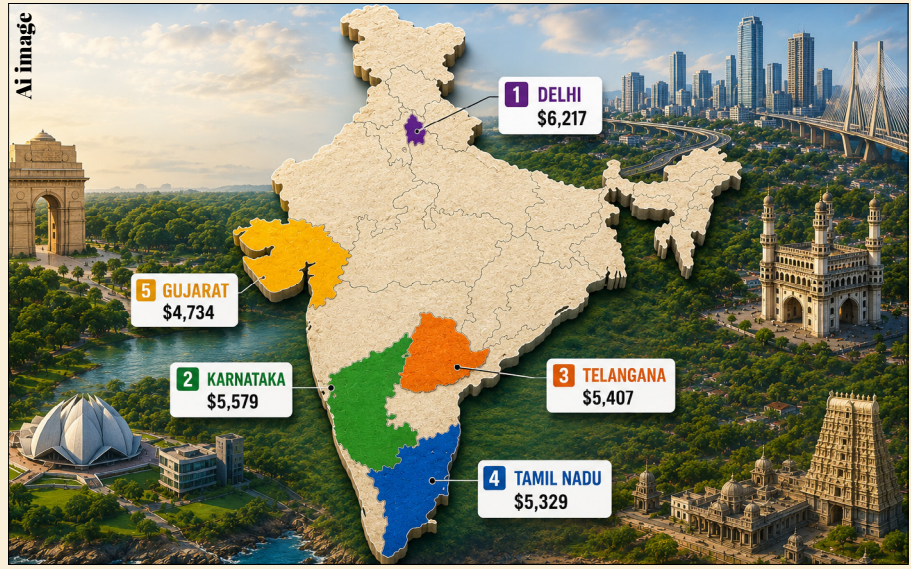 Ai image
1 DELHI
$6,217
5 GUJARAT
$4,734
2 KARNATAKA
$5,579
3 TELANGANA
$5,407
4 TAMIL NADU
$5,329